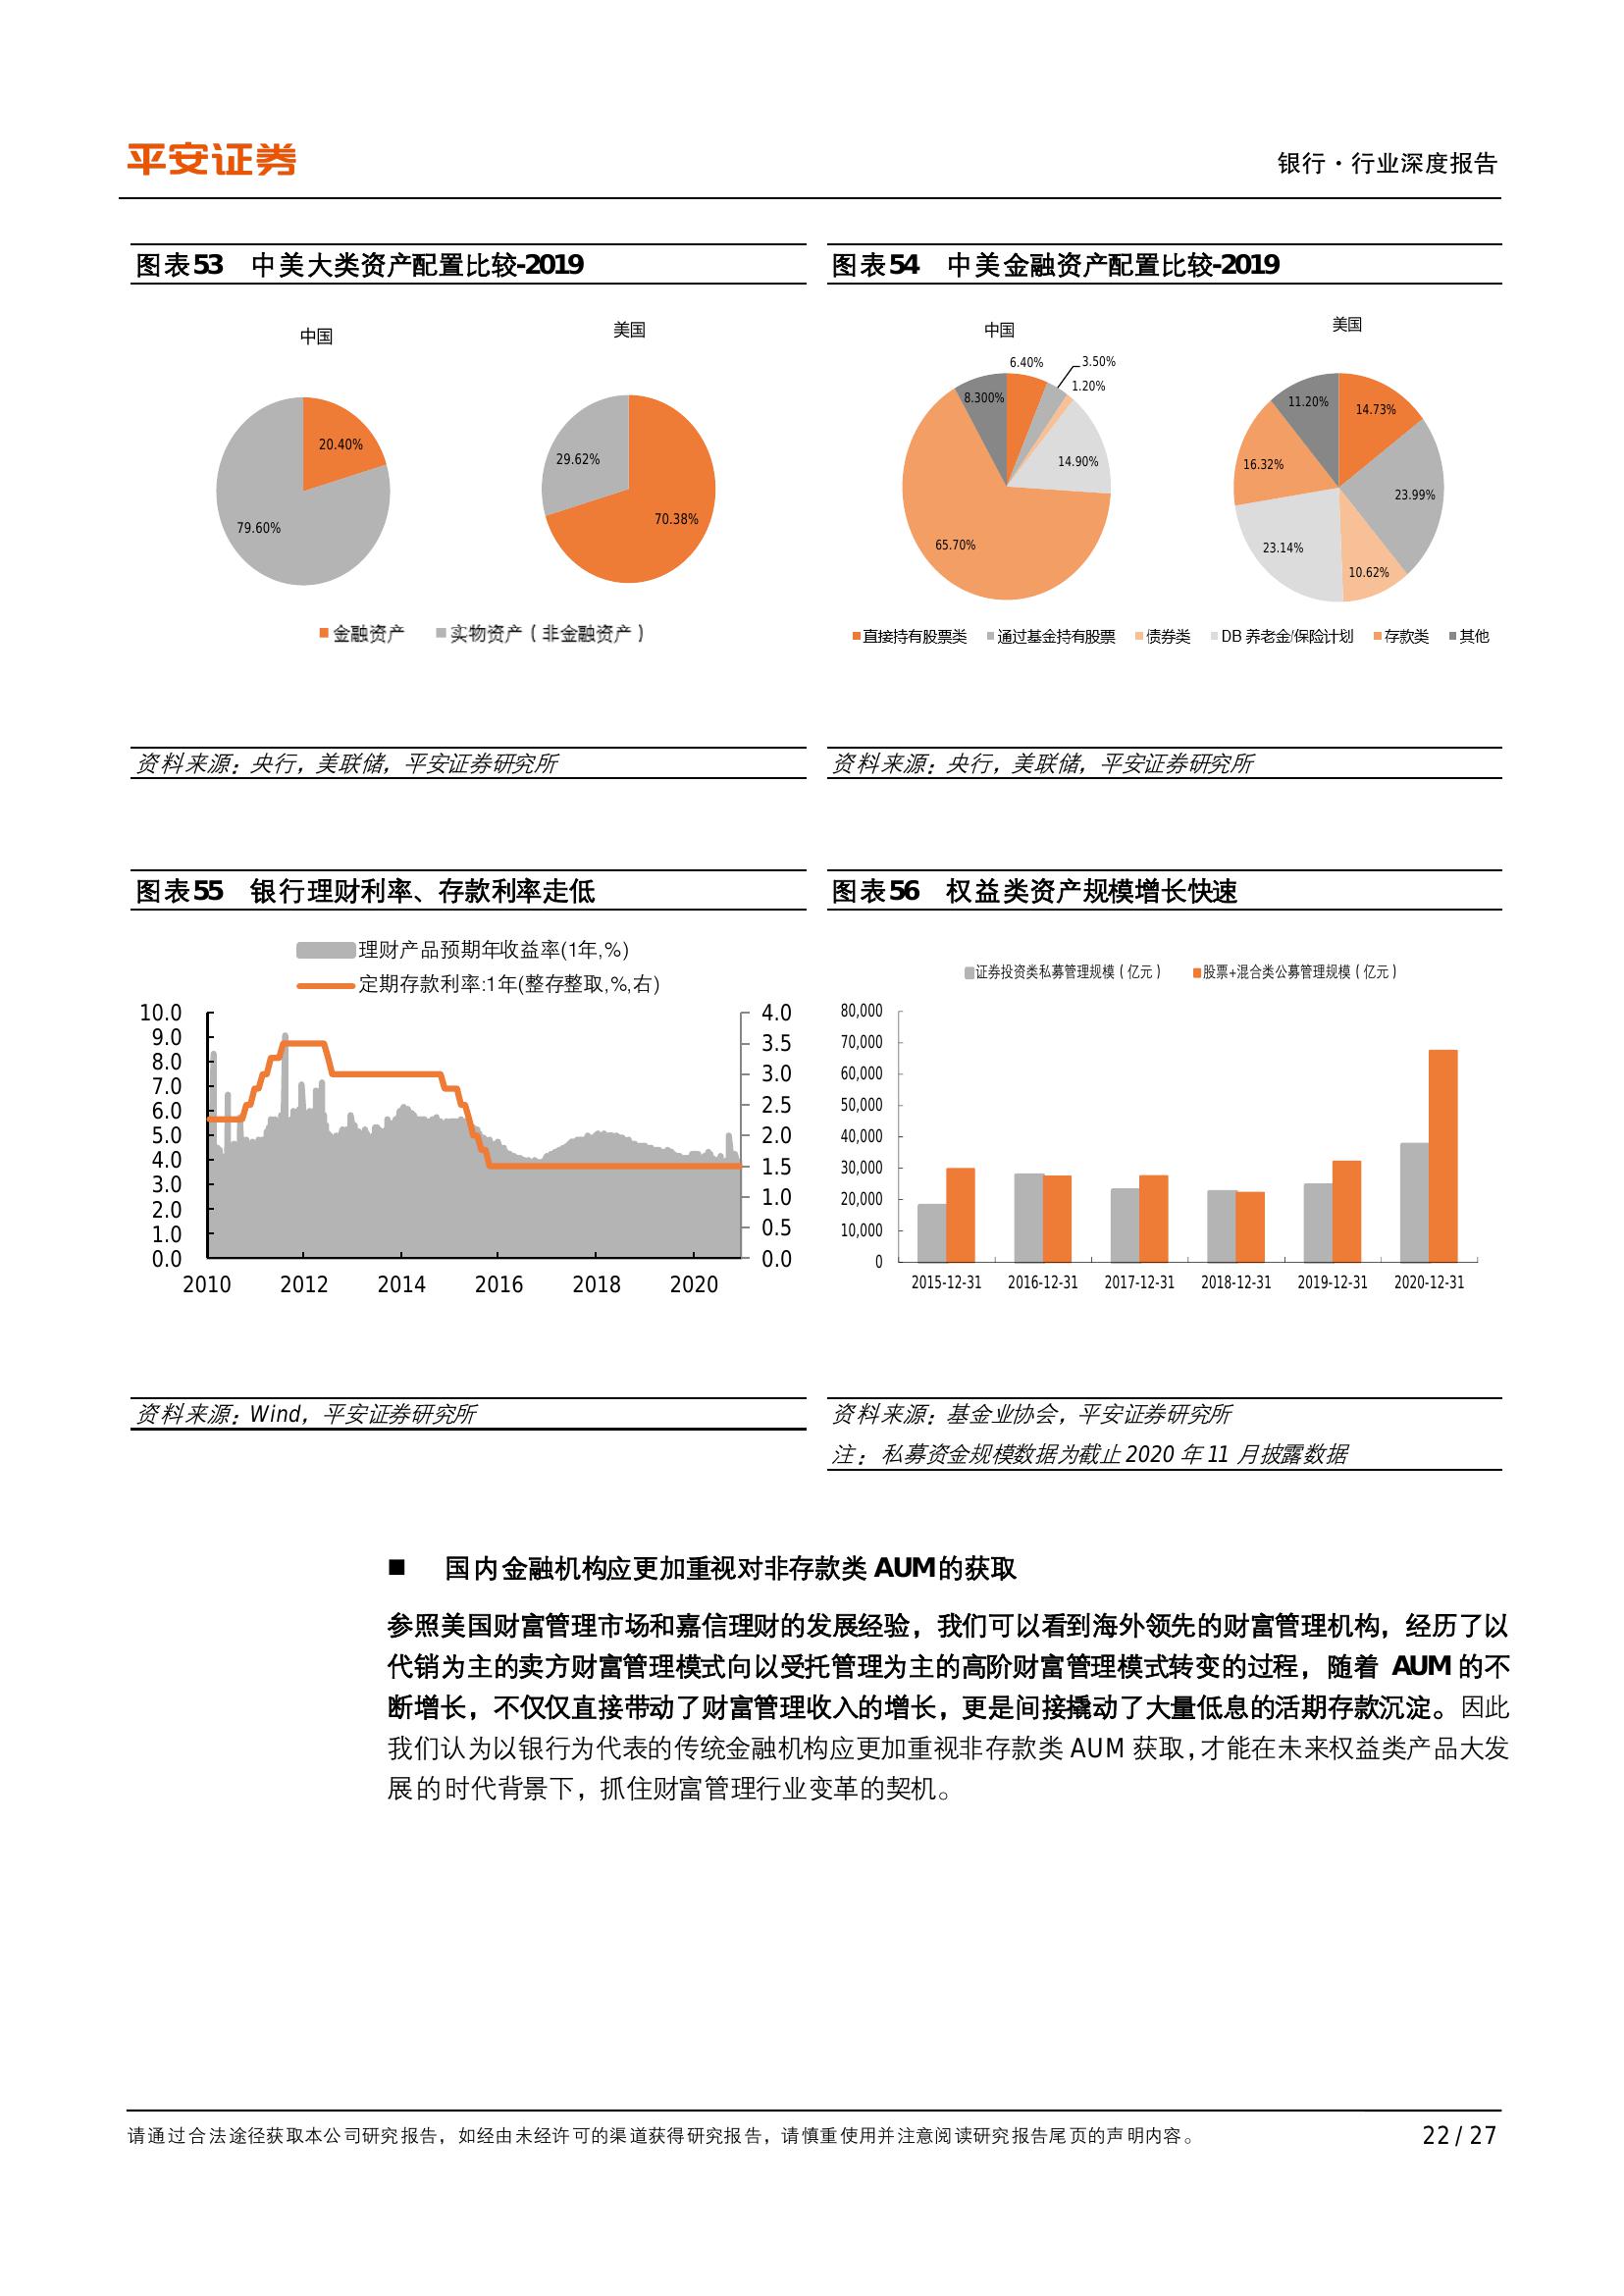 平安证券
银行·行业深度报告
图表53 中美大类资产配置比较-2019
中国
美国
20.40%
79.60%
29.62%
70.38%
金融资产 实物资产（非金融资产）
资料来源：央行，美联储，平安证券研究所
图表54 中美金融资产配置比较-2019
中国
美国
6.40%
3.50%
1.20%
8.300%
14.90%
65.70%
11.20%
14.73%
16.32%
23.99%
23.14%
10.62%
直接持有股票类 通过基金持有股票 债券类 DB 养老金/保险计划 存款类 其他
资料来源：央行，美联储，平安证券研究所
图表55 银行理财利率、存款利率走低
理财产品预期年收益率(1年,%)
定期存款利率:1年(整存整取,%,右)
10.0
9.0
8.0
7.0
6.0
5.0
4.0
3.0
2.0
1.0
0.0
4.0
3.5
3.0
2.5
2.0
1.5
1.0
0.5
0.0
2010 2012 2014 2016 2018 2020
资料来源：Wind，平安证券研究所
图表56 权益类资产规模增长快速
证券投资类私募管理规模（亿元） 股票+混合类公募管理规模（亿元）
80,000
70,000
60,000
50,000
40,000
30,000
20,000
10,000
0
2015-12-31 2016-12-31 2017-12-31 2018-12-31 2019-12-31 2020-12-31
资料来源：基金业协会，平安证券研究所
注：私募资金规模数据为截止 2020 年 11 月披露数据
■ 国内金融机构应更加重视对非存款类 AUM 的获取
参照美国财富管理市场和嘉信理财的发展经验，我们可以看到海外领先的财富管理机构，经历了以
代销为主的卖方财富管理模式向以受托管理为主的高阶财富管理模式转变的过程，随着 AUM 的不
断增长，不仅仅直接带动了财富管理收入的增长，更是间接撬动了大量低息的活期存款沉淀。因此
我们认为以银行为代表的传统金融机构应更加重视非存款类 AUM 获取，才能在未来权益类产品大发
展的时代背景下，抓住财富管理行业变革的契机。
请通过合法途径获取本公司研究报告，如经由未经许可的渠道获得研究报告，请慎重使用并注意阅读研究报告尾页的声明内容。
22 / 27